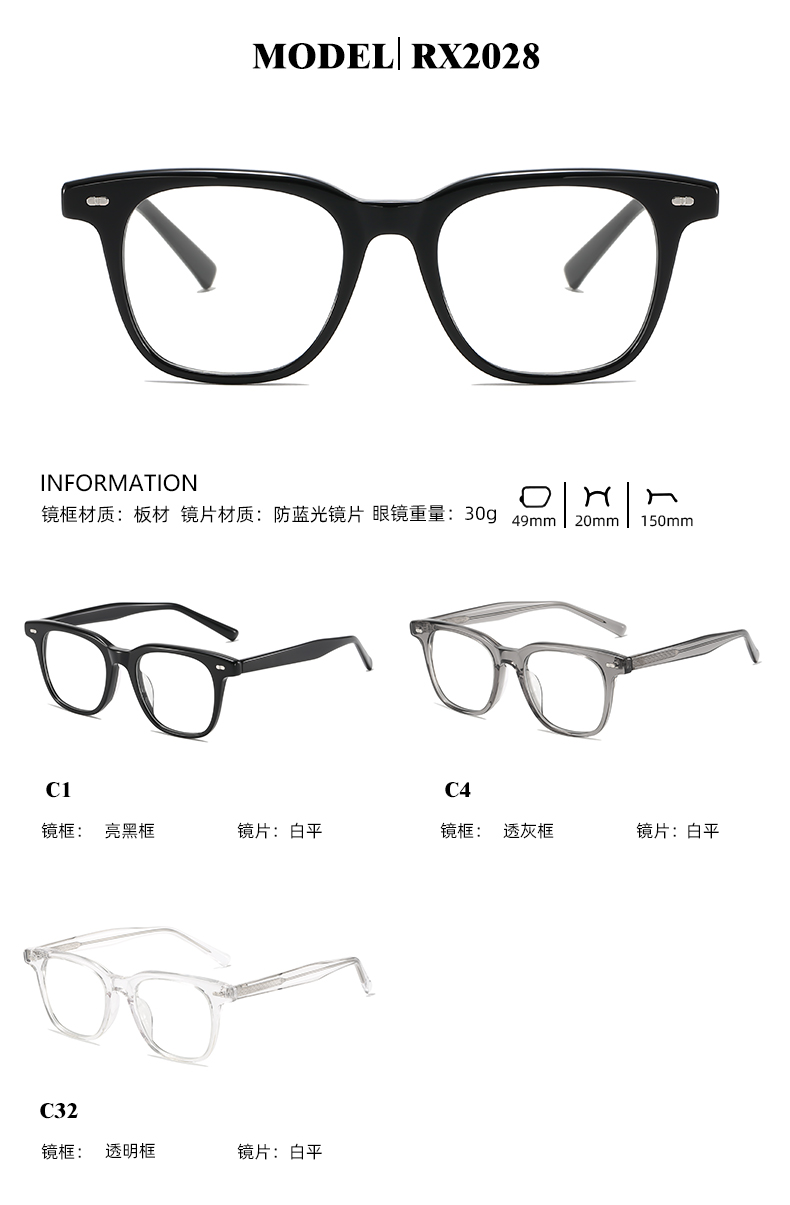 MODEL RX2028
INFORMATION
镜框材质：板材 镜片材质：防蓝光镜片 眼镜重量：30g
49mm 20mm 150mm
C1 C4
镜框： 亮黑框 镜片：白平 镜框： 透灰框 镜片：白平
C32
镜框： 透明框 镜片：白平